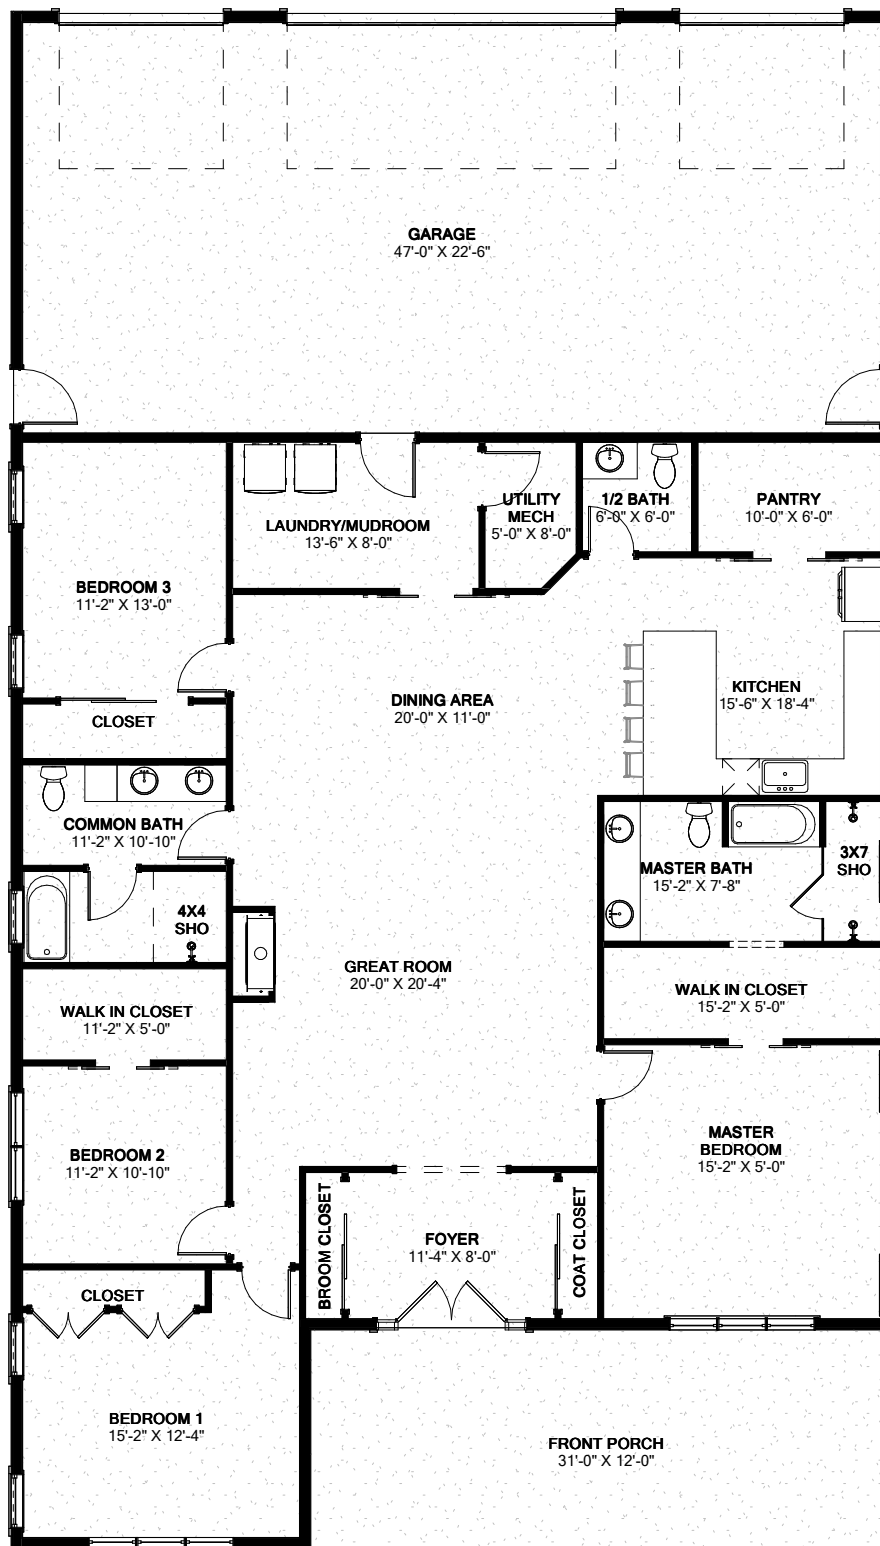 GARAGE
47'-0" X 22'-6"
LAUNDRY/MUDROOM
13'-6" X 8'-0"
UTILITY
MECH
5'-0" X 8'-0"
1/2 BATH
6'-0" X 6'-0"
PANTRY
10'-0" X 6'-0"
BEDROOM 3
11'-2" X 13'-0"
CLOSET
DINING AREA
20'-0" X 11'-0"
KITCHEN
15'-6" X 18'-4"
COMMON BATH
11'-2" X 10'-10"
4X4
SHO
MASTER BATH
15'-2" X 7'-8"
3X7
SHO
GREAT ROOM
20'-0" X 20'-4"
WALK IN CLOSET
15'-2" X 5'-0"
WALK IN CLOSET
11'-2" X 5'-0"
BEDROOM 2
11'-2" X 10'-10"
MASTER
BEDROOM
15'-2" X 5'-0"
BROOM CLOSET
FOYER
11'-4" X 8'-0"
COAT CLOSET
CLOSET
BEDROOM 1
15'-2" X 12'-4"
FRONT PORCH
31'-0" X 12'-0"